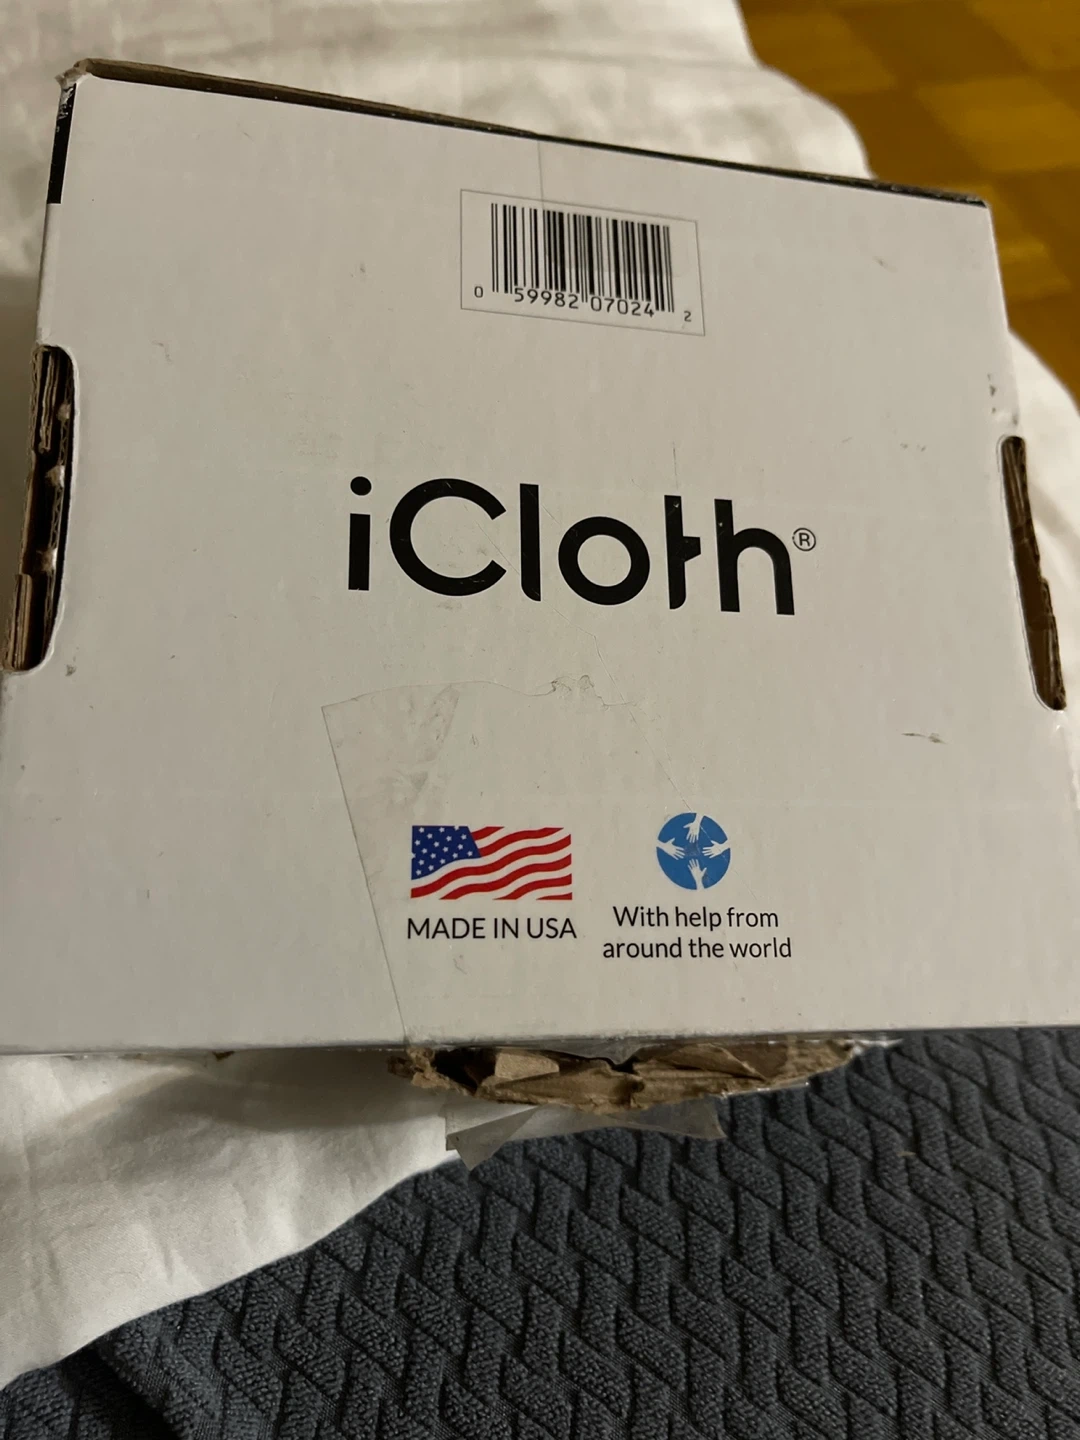 0 59982 07024 2
iCloth®
MADE IN USA
With help from
around the world